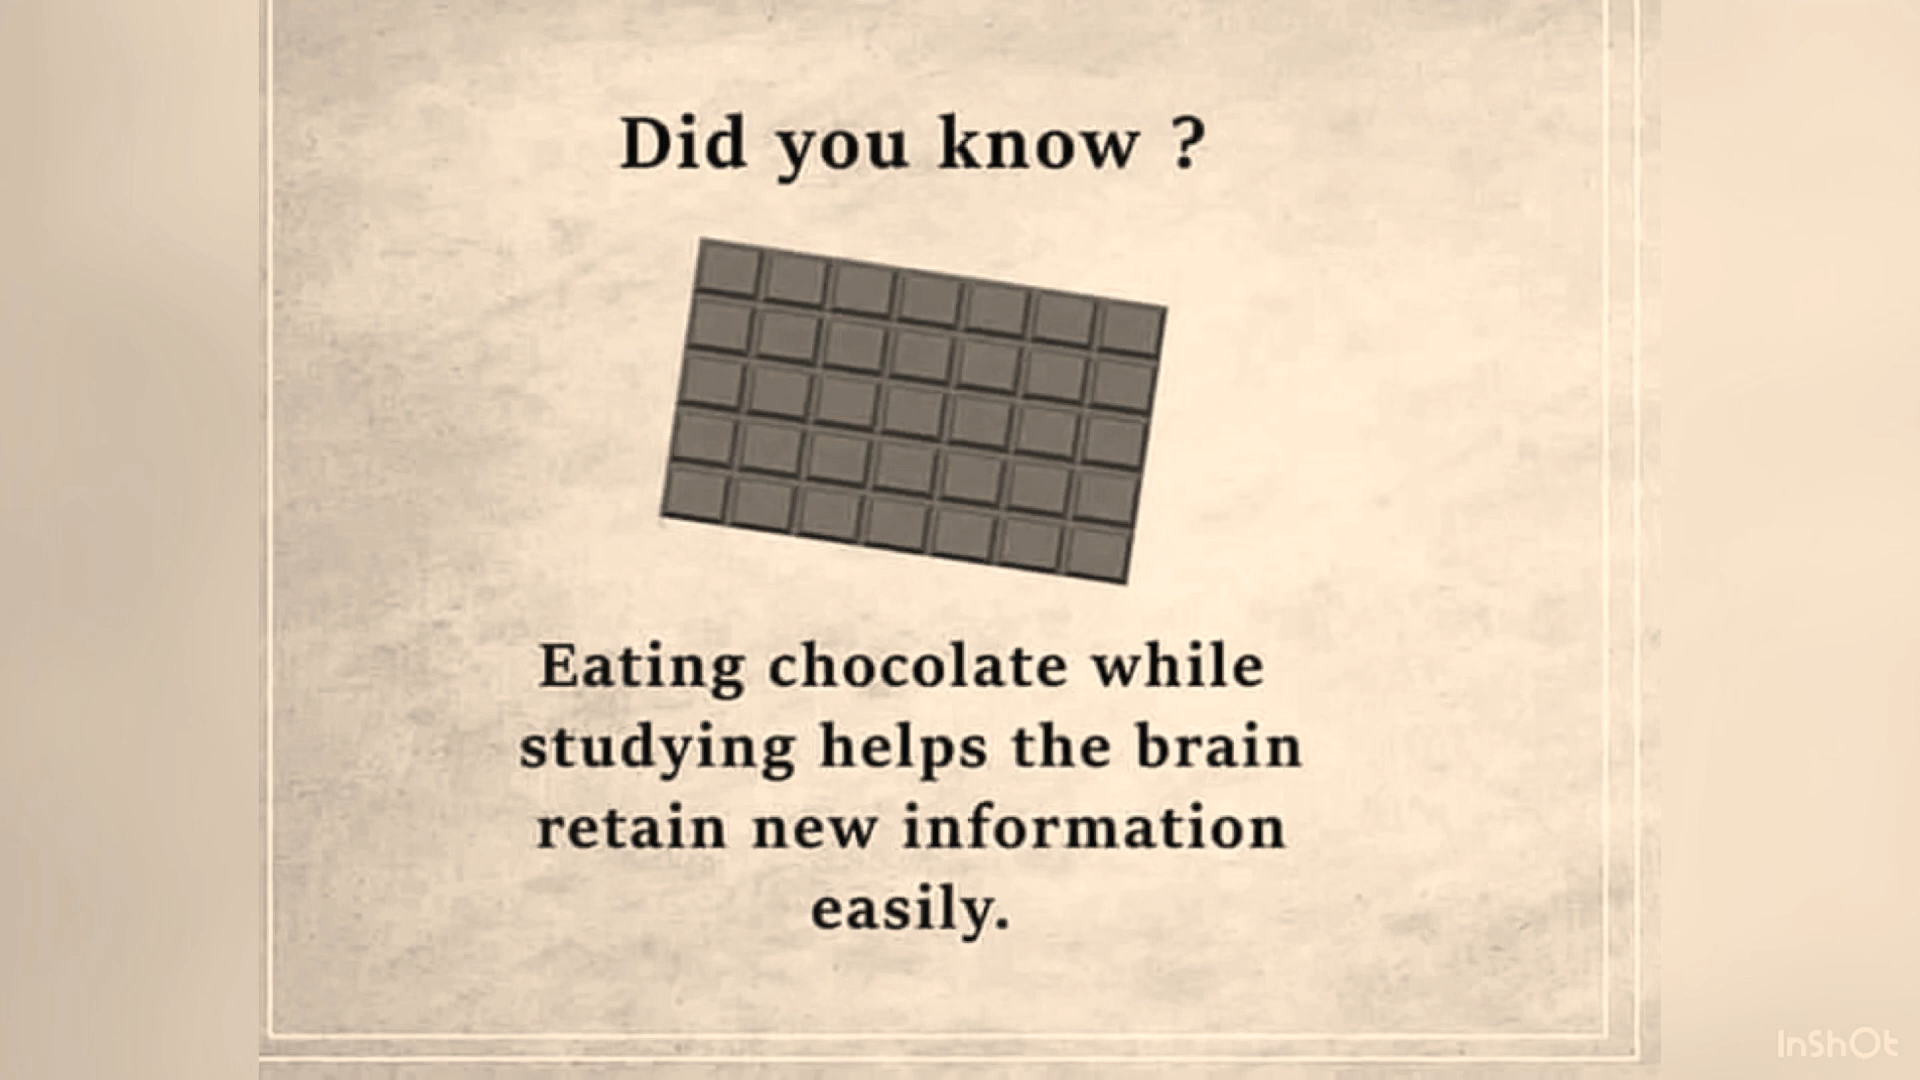 Did you know ?
Eating chocolate while
studying helps the brain
retain new information
easily.
InShOt